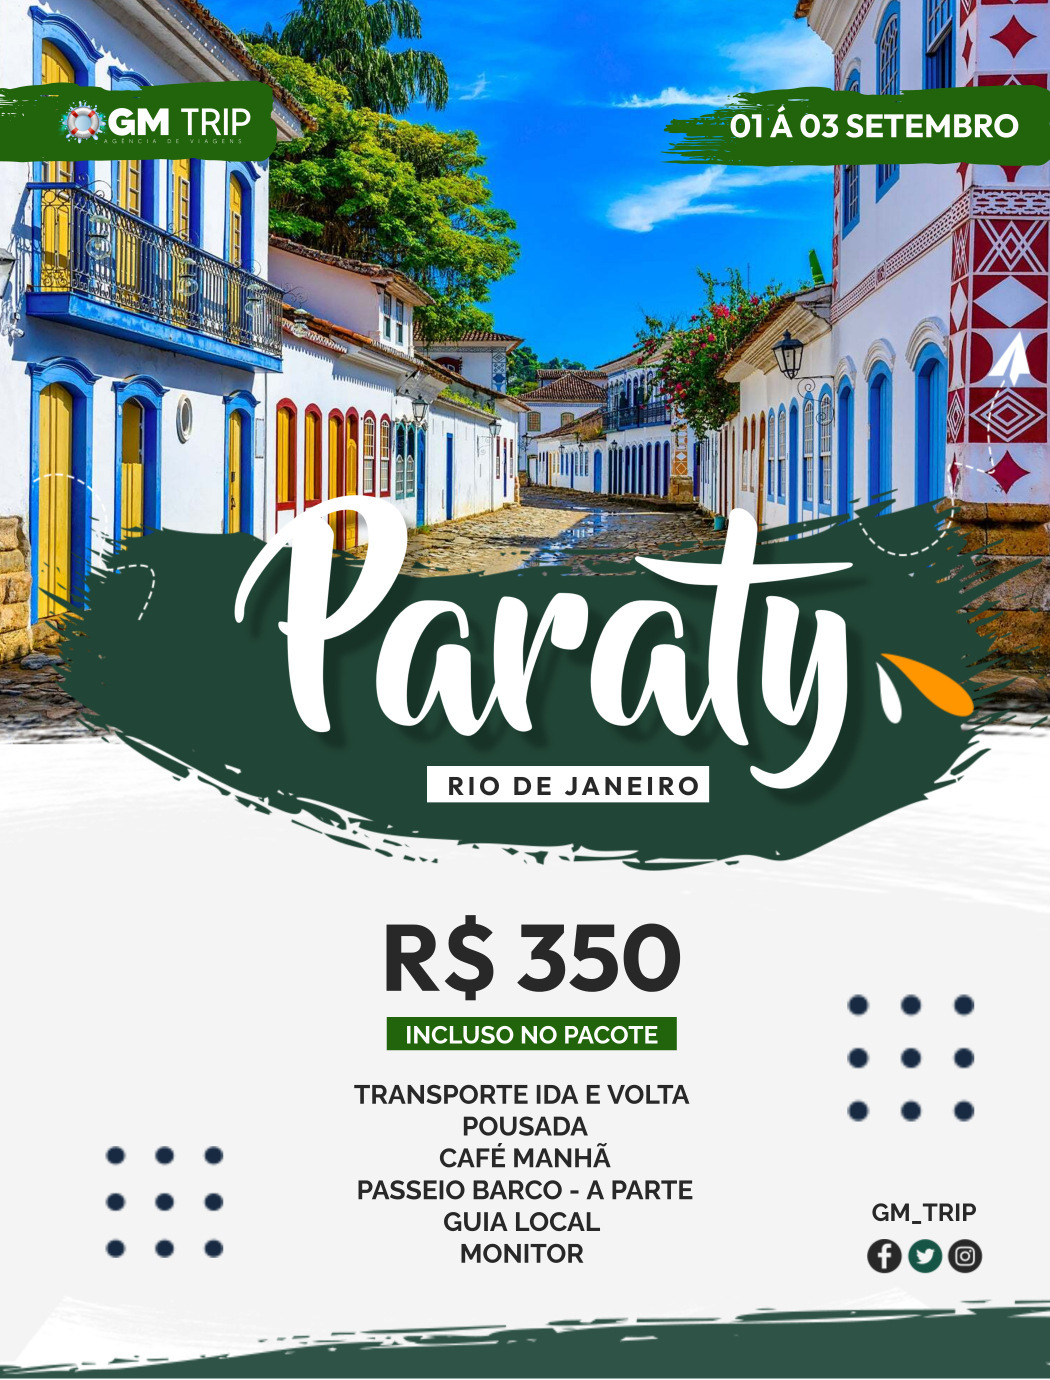 GM TRIP
AGÊNCIA DE VIAGENS
01 Á 03 SETEMBRO
Paraty
RIO DE JANEIRO
R$ 350
INCLUSO NO PACOTE
TRANSPORTE IDA E VOLTA
POUSADA
CAFÉ MANHÃ
PASSEIO BARCO - A PARTE
GUIA LOCAL
MONITOR
GM_TRIP